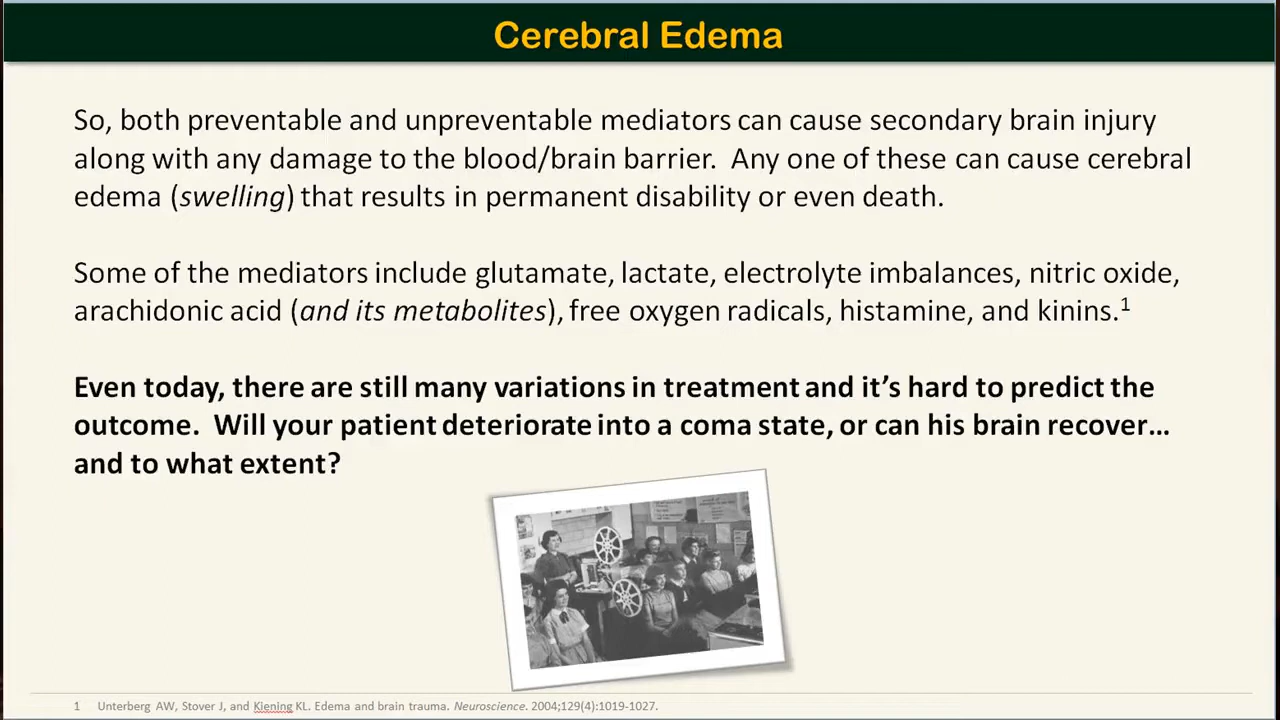 Cerebral Edema
So, both preventable and unpreventable mediators can cause secondary brain injury
along with any damage to the blood/brain barrier.  Any one of these can cause cerebral
edema (swelling) that results in permanent disability or even death.
Some of the mediators include glutamate, lactate, electrolyte imbalances, nitric oxide,
arachidonic acid (and its metabolites), free oxygen radicals, histamine, and kinins.1
Even today, there are still many variations in treatment and it’s hard to predict the
outcome.  Will your patient deteriorate into a coma state, or can his brain recover…
and to what extent?
1 Unterberg AW, Stover J, and Kiening KL. Edema and brain trauma. Neuroscience. 2004;129(4):1019-1027.